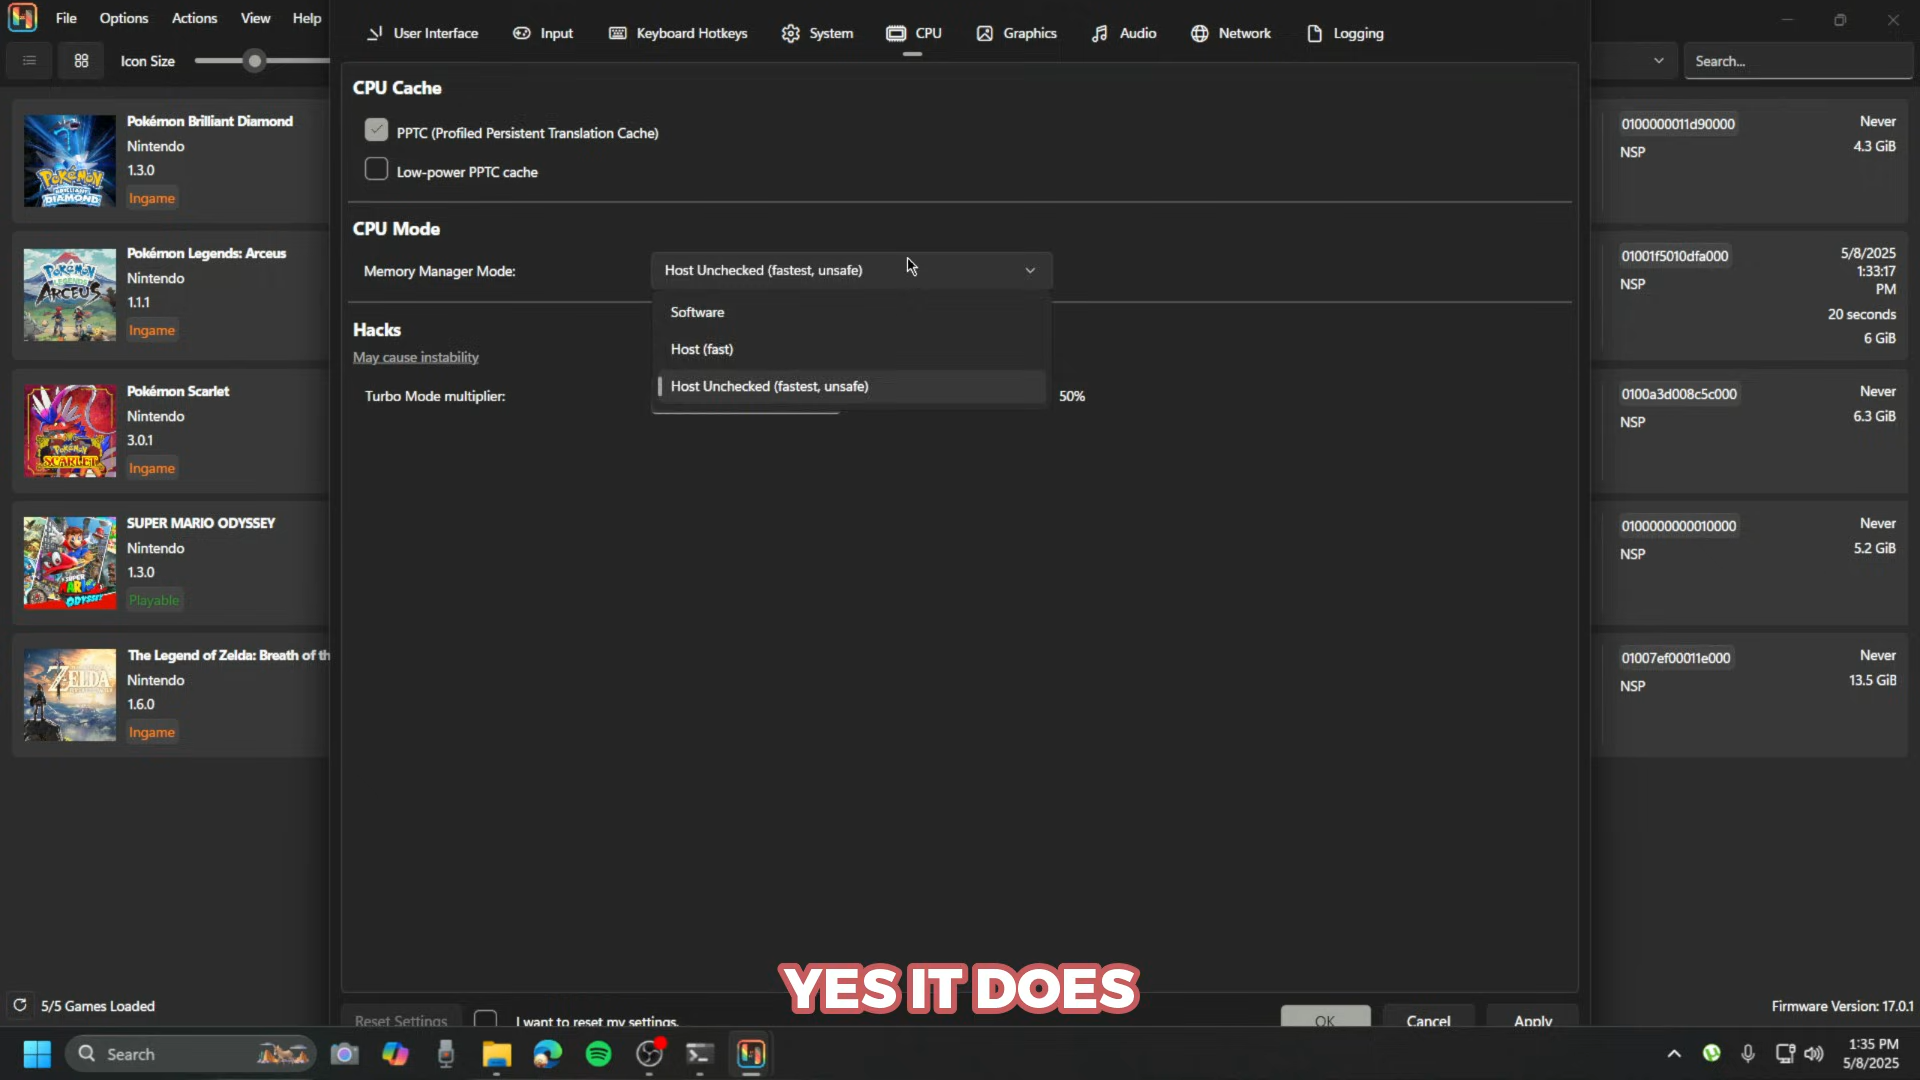 File Options Actions View Help
User Interface Input Keyboard Hotkeys System CPU Graphics Audio Network Logging
Icon Size
Search...
CPU Cache
PPTC (Profiled Persistent Translation Cache)
Low-power PPTC cache
CPU Mode
Memory Manager Mode:
Host Unchecked (fastest, unsafe)
Software
Host (fast)
Host Unchecked (fastest, unsafe)
Hacks
May cause instability
Turbo Mode multiplier:
50%
Pokémon Brilliant Diamond
Nintendo
1.3.0
Ingame
0100000011d90000
NSP
Never
4.3 GiB
Pokémon Legends: Arceus
Nintendo
1.1.1
Ingame
01001f5010dfa000
NSP
5/8/2025
1:33:17
PM
20 seconds
6 GiB
Pokémon Scarlet
Nintendo
3.0.1
Ingame
0100a3d008c5c000
NSP
Never
6.3 GiB
SUPER MARIO ODYSSEY
Nintendo
1.3.0
Playable
0100000000010000
NSP
Never
5.2 GiB
The Legend of Zelda: Breath of th
Nintendo
1.6.0
Ingame
01007ef00011e000
NSP
Never
13.5 GiB
YES IT DOES
5/5 Games Loaded
Firmware Version: 17.0.1
Reset Settings
I want to reset my settings.
OK
Cancel
Apply
Search
1:35 PM
5/8/2025